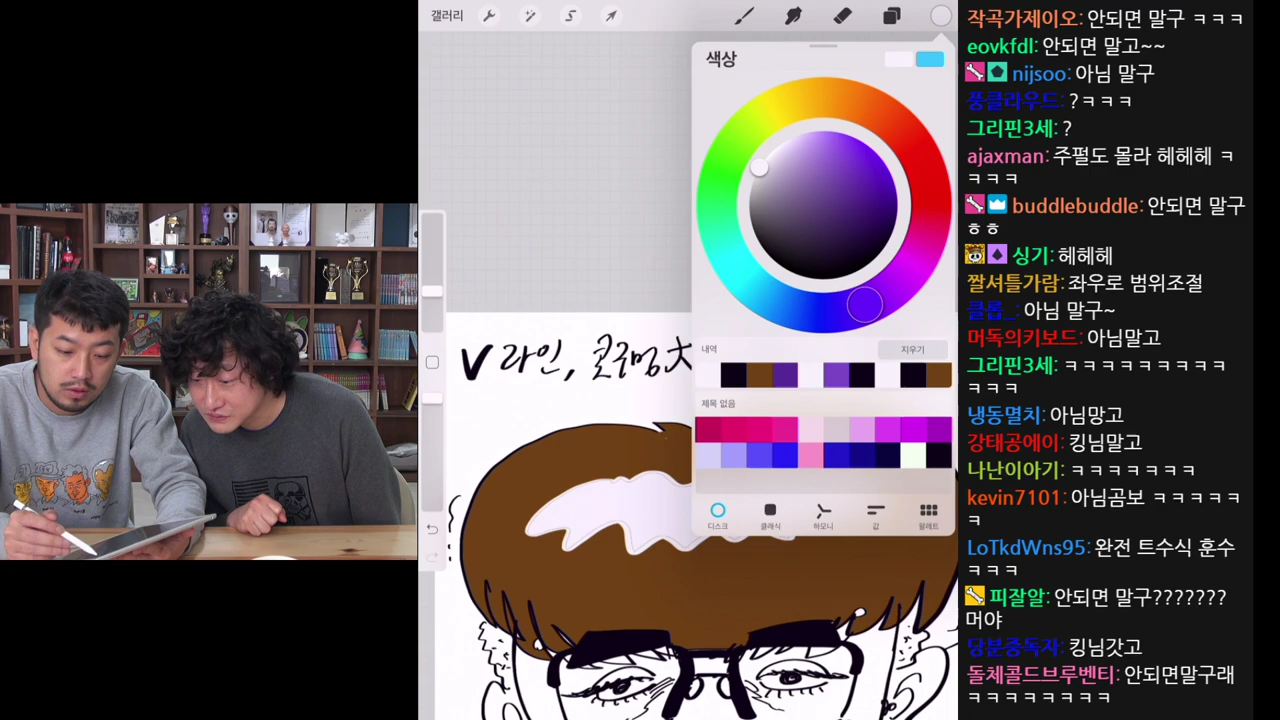 갤러리
색상
내역
지우기
제목 없음
디스크
클래식
하모니
값
팔레트
V라인, 콧구멍大
작곡가제이오: 안되면 말구 ㅋㅋㅋ
eovkfdl: 안되면 말고~~
nijsoo: 아님 말구
풍클라우드: ?ㅋㅋㅋ
그리핀3세: ?
ajaxman: 주펄도 몰라 헤헤헤 ㅋ
ㅋㅋㅋ
buddlebuddle: 안되면 말구
ㅎㅎ
싱기: 헤헤헤
짤셔틀가람: 좌우로 범위조절
클롭_: 아님 말구~
머독의키보드: 아님말고
그리핀3세: ㅋㅋㅋㅋㅋㅋㅋㅋㅋ
ㅋㅋㅋ
냉동멸치: 아님망고
강태공에이: 킹님말고
나난이아기: ㅋㅋㅋㅋㅋㅋㅋ
kevin7101: 아님곰보 ㅋㅋㅋㅋㅋ
ㅋ
LoTkdWns95: 완전 트수식 훈수
ㅋㅋㅋ
피잘알: 안되면 말구???????
머야
당분중독자: 킹님갓고
돌체콜드브루벤티: 안되면말구래
ㅋㅋㅋㅋㅋㅋㅋㅋ